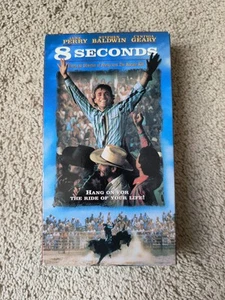 PERRY BALDWIN GEARY
8 SECONDS
HANG ON FOR
THE RIDE OF YOUR LIFE!